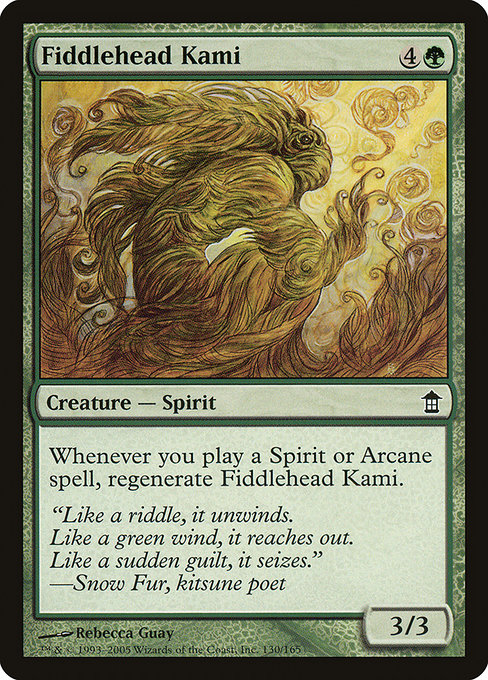 Fiddlehead Kami 4
Creature — Spirit
Whenever you play a Spirit or Arcane
spell, regenerate Fiddlehead Kami.
“Like a riddle, it unwinds.
Like a green wind, it reaches out.
Like a sudden guilt, it seizes.”
—Snow Fur, kitsune poet
Rebecca Guay
3/3
™ & © 1993–2005 Wizards of the Coast, Inc. 130/165